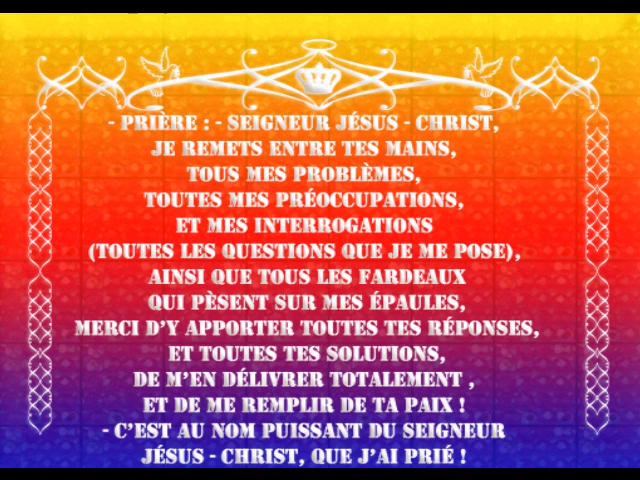 - PRIÈRE : - SEIGNEUR JÉSUS - CHRIST,
JE REMETS ENTRE TES MAINS,
TOUS MES PROBLÈMES,
TOUTES MES PRÉOCCUPATIONS,
ET MES INTERROGATIONS
(TOUTES LES QUESTIONS QUE JE ME POSE),
AINSI QUE TOUS LES FARDEAUX
QUI PÈSENT SUR MES ÉPAULES,
MERCI D'Y APPORTER TOUTES TES RÉPONSES,
ET TOUTES TES SOLUTIONS,
DE M'EN DÉLIVRER TOTALEMENT ,
ET DE ME REMPLIR DE TA PAIX !
- C'EST AU NOM PUISSANT DU SEIGNEUR
JÉSUS - CHRIST, QUE J'AI PRIÉ !